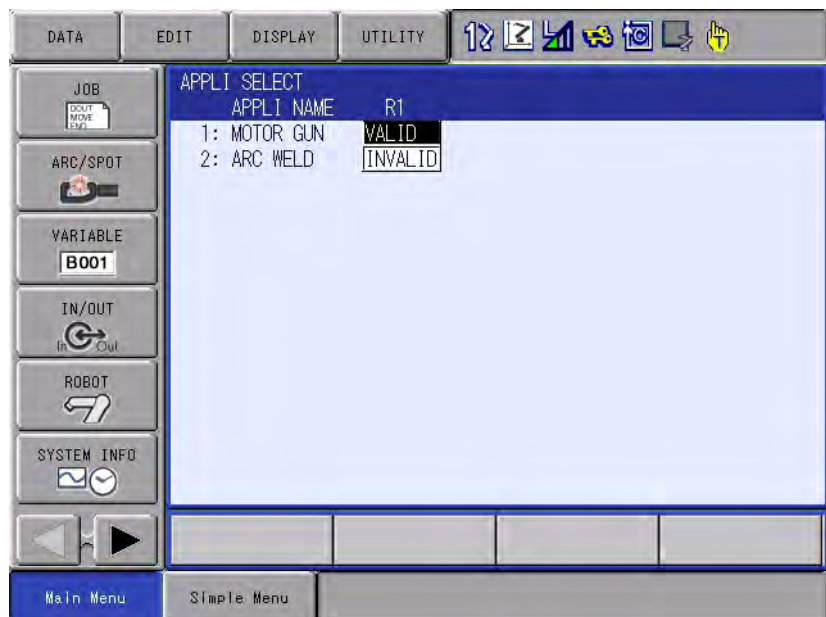 DATA EDIT DISPLAY UTILITY
JOB
DOUT
MOVE
END
ARC/SPOT
VARIABLE
B001
IN/OUT
In Out
ROBOT
SYSTEM INFO
APPLI SELECT
APPLI NAME R1
1: MOTOR GUN VALID
2: ARC WELD INVALID
Main Menu Simple Menu